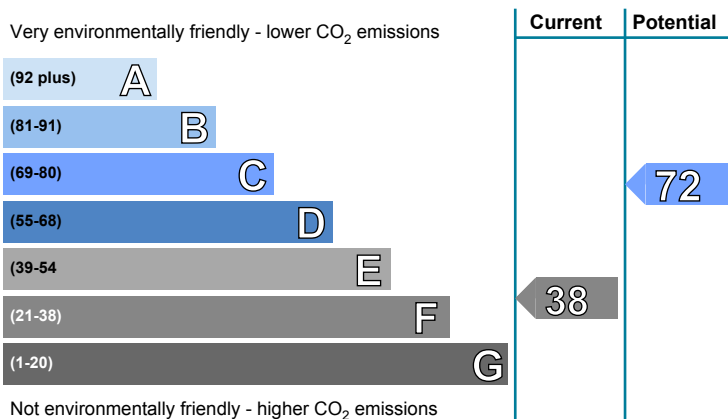 Current Potential
Very environmentally friendly - lower CO2 emissions
(92 plus) A
(81-91) B
(69-80) C
72
(55-68) D
(39-54 E
38
(21-38) F
(1-20) G
Not environmentally friendly - higher CO2 emissions